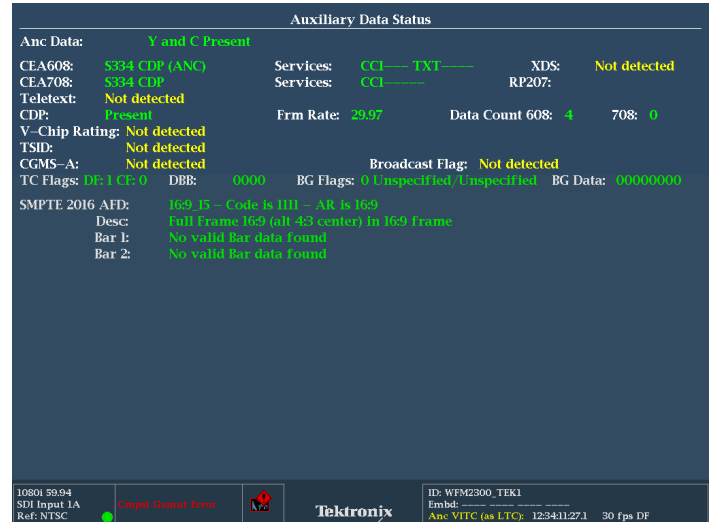 Auxiliary Data Status
Anc Data: Y and C Present
CEA608: S334 CDP (ANC) Services: CC1--- TXT---- XDS: Not detected
CEA708: S334 CDP Services: CC1----- RP207:
Teletext: Not detected
CDP: Present Frm Rate: 29.97 Data Count 608: 4 708: 0
V-Chip Rating: Not detected
TSID: Not detected
CGMS-A: Not detected Broadcast Flag: Not detected
TC Flags: DF: 1 CF: 0 DBB: 0000 BG Flags: 0 Unspecified/Unspecified BG Data: 00000000
SMPTE 2016 AFD: 16:9_15 - Code is 1111 - AR is 16:9
Desc: Full Frame 16:9 (alt 4:3 center) in 16:9 frame
Bar 1: No valid Bar data found
Bar 2: No valid Bar data found
1080i 59.94
SDI Input 1A
Ref: NTSC
Cmpst Gamut Error
Tektronix
ID: WFM2300_TEK1
Embd: ---- ---- ---- ----
Anc VITC (as LTC): 12:34:11:27.1 30 fps DF